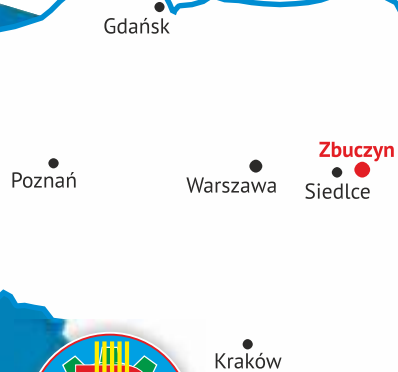 Gdańsk
Zbuczyn
Poznań
Warszawa
Siedlce
Kraków